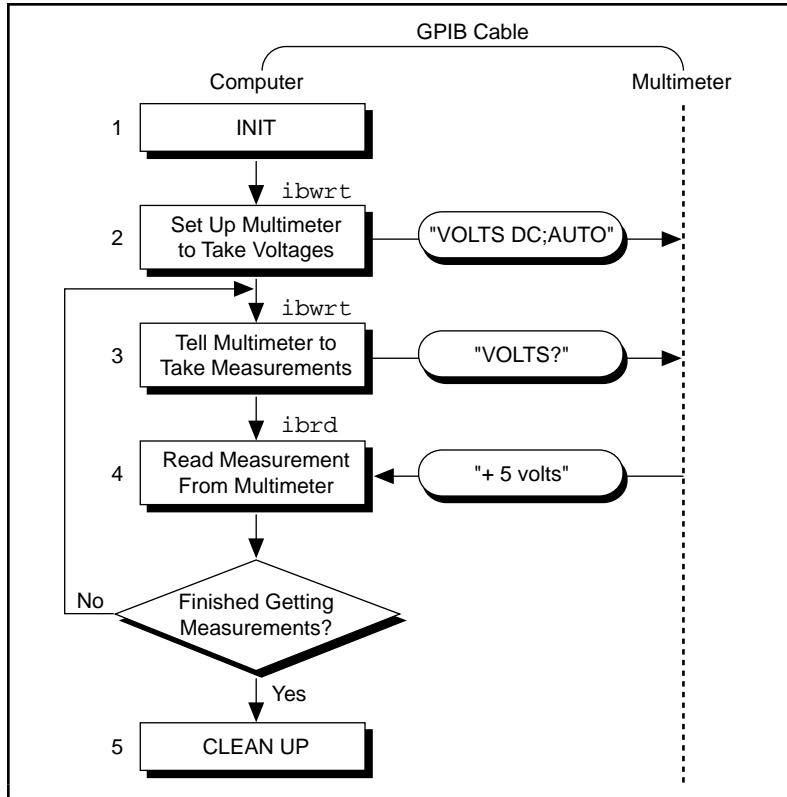 GPIB Cable
Computer
Multimeter
1
INIT
ibwrt
2
Set Up Multimeter
to Take Voltages
"VOLTS DC;AUTO"
ibwrt
3
Tell Multimeter to
Take Measurements
"VOLTS?"
ibrd
4
Read Measurement
From Multimeter
"+ 5 volts"
No
Finished Getting
Measurements?
Yes
5
CLEAN UP